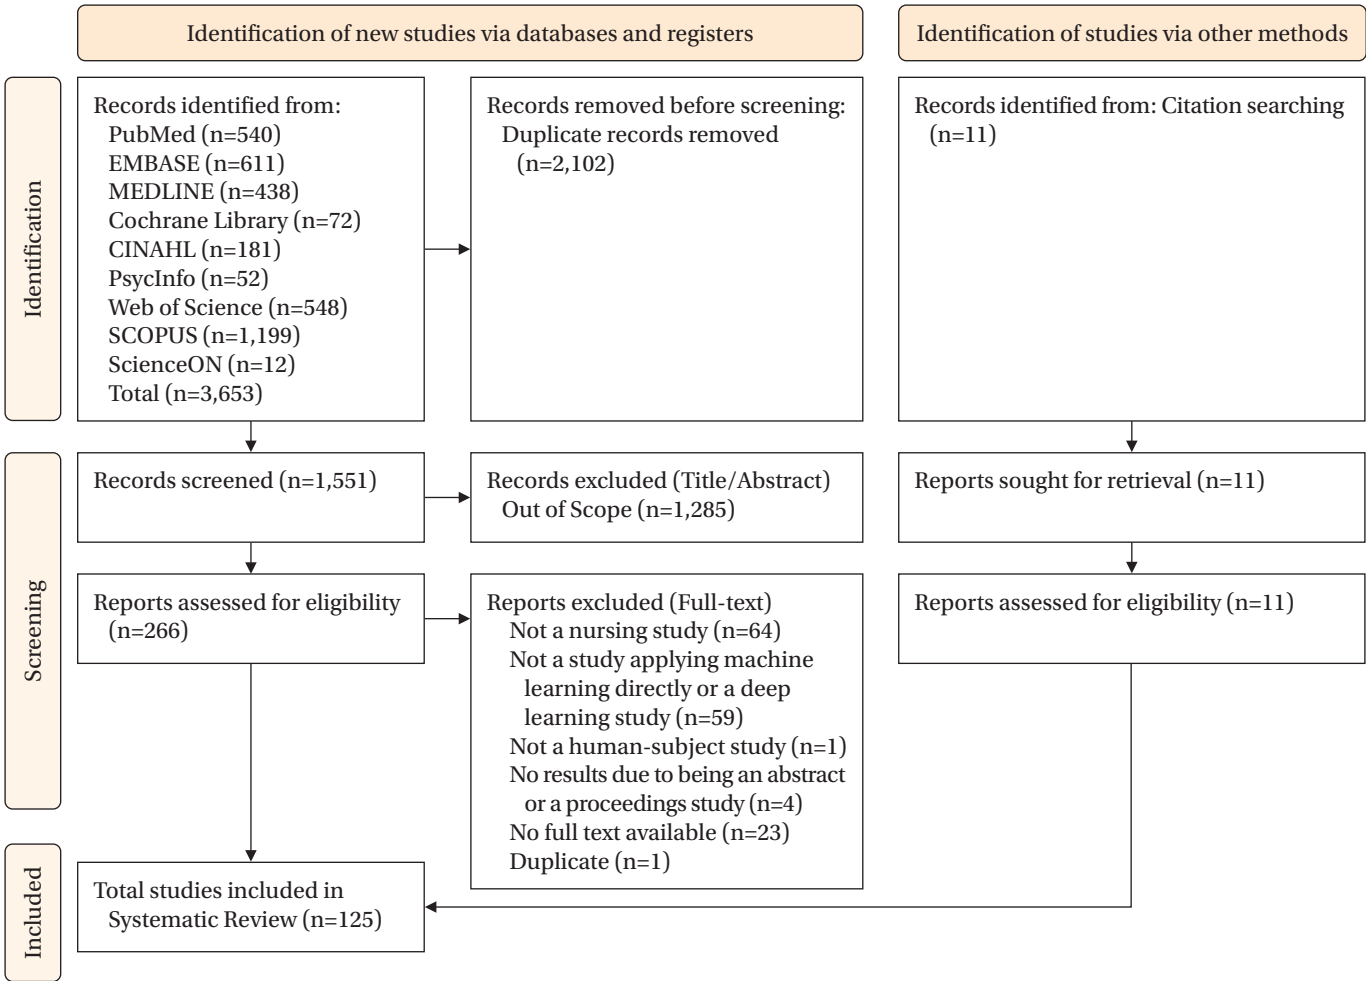 Identification of new studies via databases and registers
Identification of studies via other methods
Identification
Records identified from:
PubMed (n=540)
EMBASE (n=611)
MEDLINE (n=438)
Cochrane Library (n=72)
CINAHL (n=181)
PsycInfo (n=52)
Web of Science (n=548)
SCOPUS (n=1,199)
ScienceON (n=12)
Total (n=3,653)
Records removed before screening:
Duplicate records removed
(n=2,102)
Records identified from: Citation searching
(n=11)
Screening
Records screened (n=1,551)
Records excluded (Title/Abstract)
Out of Scope (n=1,285)
Reports sought for retrieval (n=11)
Reports assessed for eligibility
(n=266)
Reports excluded (Full-text)
Not a nursing study (n=64)
Not a study applying machine
learning directly or a deep
learning study (n=59)
Not a human-subject study (n=1)
No results due to being an abstract
or a proceedings study (n=4)
No full text available (n=23)
Duplicate (n=1)
Reports assessed for eligibility (n=11)
Included
Total studies included in
Systematic Review (n=125)